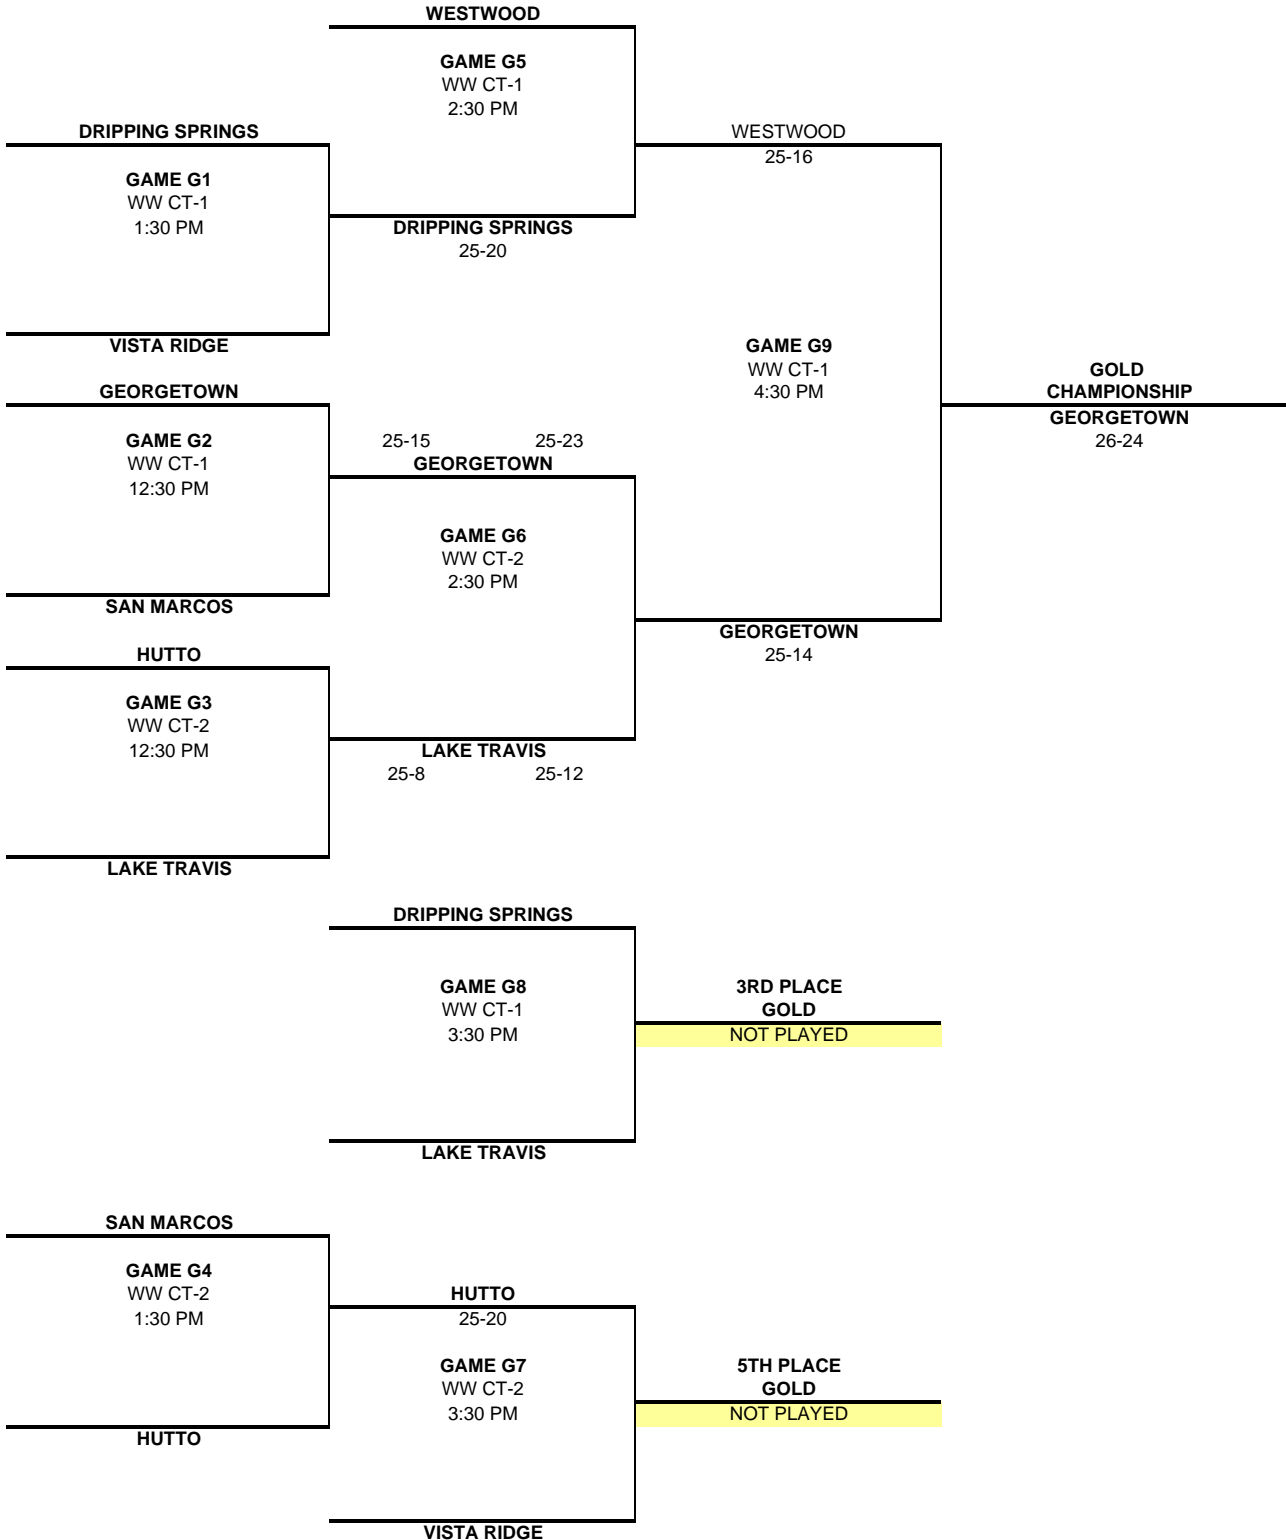 WESTWOOD
GAME G5
WW CT-1
2:30 PM
DRIPPING SPRINGS
WESTWOOD
25-16
GAME G1
WW CT-1
1:30 PM
DRIPPING SPRINGS
25-20
VISTA RIDGE
GAME G9
WW CT-1
4:30 PM
GOLD
CHAMPIONSHIP
GEORGETOWN
26-24
GEORGETOWN
GAME G2
WW CT-1
12:30 PM
25-15 25-23
GEORGETOWN
GAME G6
WW CT-2
2:30 PM
SAN MARCOS
GEORGETOWN
25-14
HUTTO
GAME G3
WW CT-2
12:30 PM
LAKE TRAVIS
25-8 25-12
LAKE TRAVIS
DRIPPING SPRINGS
GAME G8
WW CT-1
3:30 PM
3RD PLACE
GOLD
NOT PLAYED
LAKE TRAVIS
SAN MARCOS
GAME G4
WW CT-2
1:30 PM
HUTTO
25-20
GAME G7
WW CT-2
3:30 PM
5TH PLACE
GOLD
NOT PLAYED
HUTTO
VISTA RIDGE